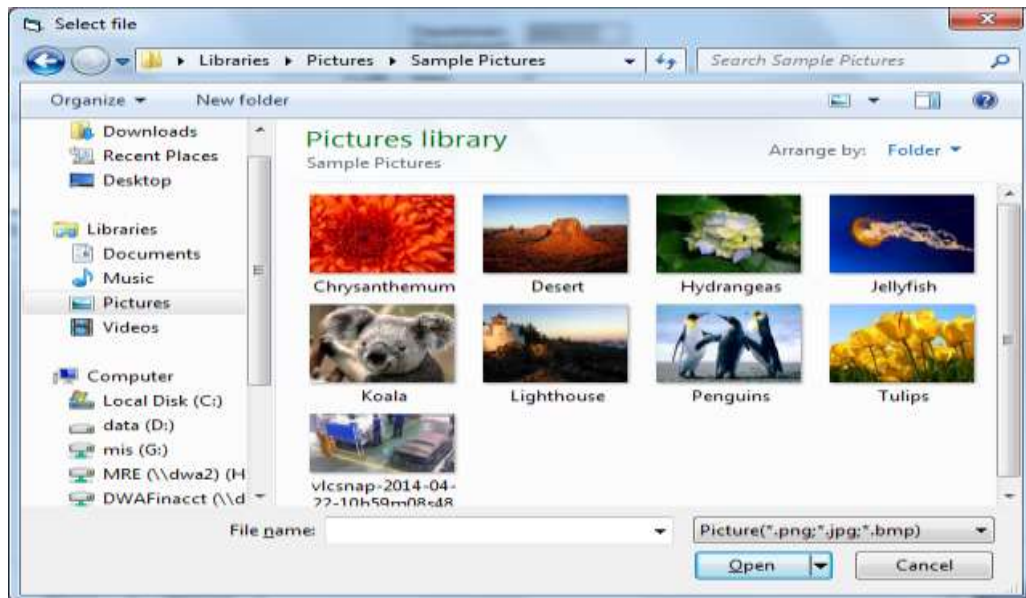 Select file
Libraries Pictures Sample Pictures
Search Sample Pictures
Organize
New folder
Downloads
Recent Places
Desktop
Libraries
Documents
Music
Pictures
Videos
Computer
Local Disk (C:)
data (D:)
mis (G:)
MRE (\\dwa2) (H
DWAFinacct (\\d
Pictures library
Sample Pictures
Arrange by: Folder
Chrysanthemum
Desert
Hydrangeas
Jellyfish
Koala
Lighthouse
Penguins
Tulips
vlcsnap-2014-04-
22-10h59m08s48
File name:
Picture(*.png;*.jpg;*.bmp)
Open
Cancel